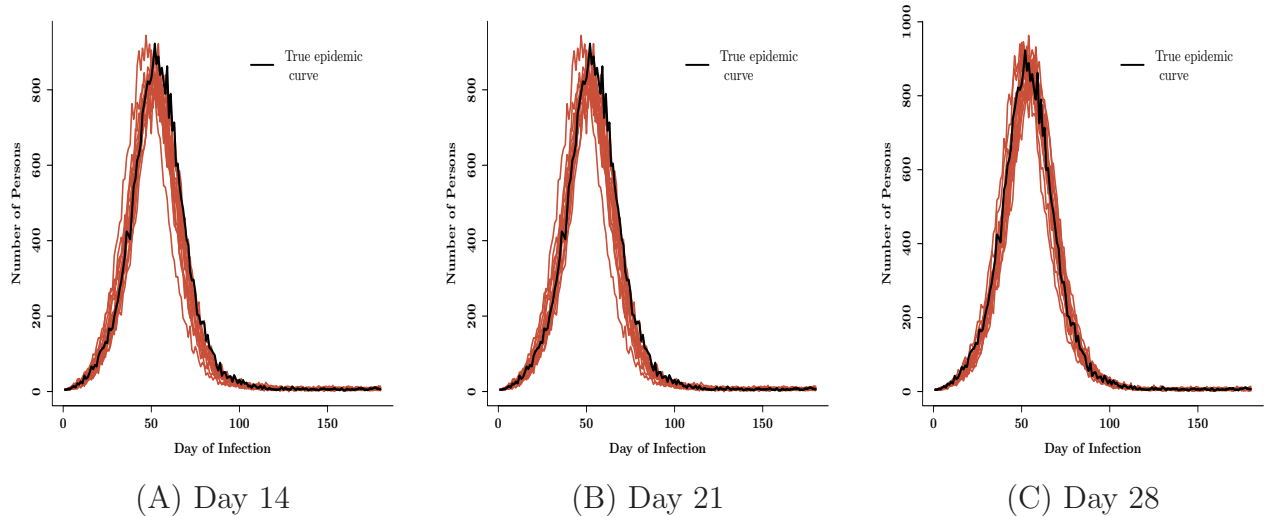 Number of Persons
0
200
400
600
800
True epidemic
curve
0
50
100
150
Day of Infection
(A) Day 14
Number of Persons
0
200
400
600
800
True epidemic
curve
0
50
100
150
Day of Infection
(B) Day 21
Number of Persons
0
200
400
600
800
1000
True epidemic
curve
0
50
100
150
Day of Infection
(C) Day 28